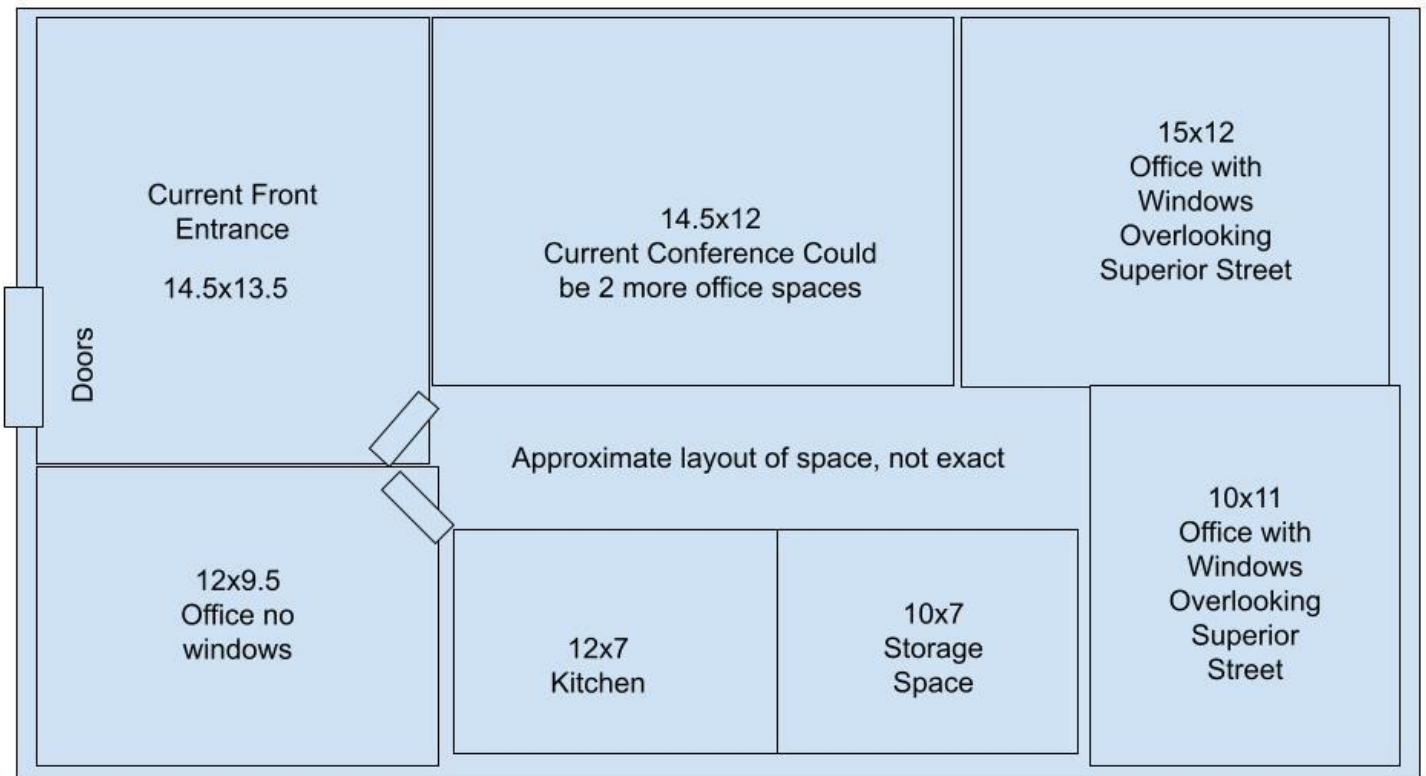 Current Front
Entrance
14.5x13.5
Doors
14.5x12
Current Conference Could
be 2 more office spaces
15x12
Office with
Windows
Overlooking
Superior Street
Approximate layout of space, not exact
12x9.5
Office no
windows
12x7
Kitchen
10x7
Storage
Space
10x11
Office with
Windows
Overlooking
Superior
Street